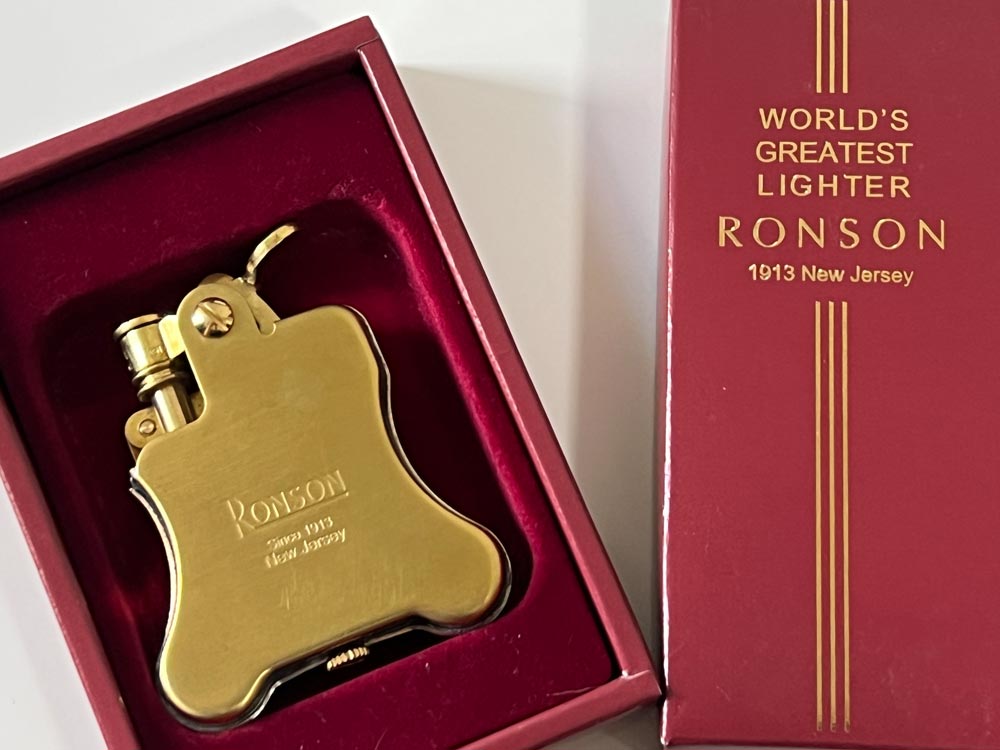 RONSON
Since 1913
New Jersey
WORLD'S
GREATEST
LIGHTER
RONSON
1913 New Jersey